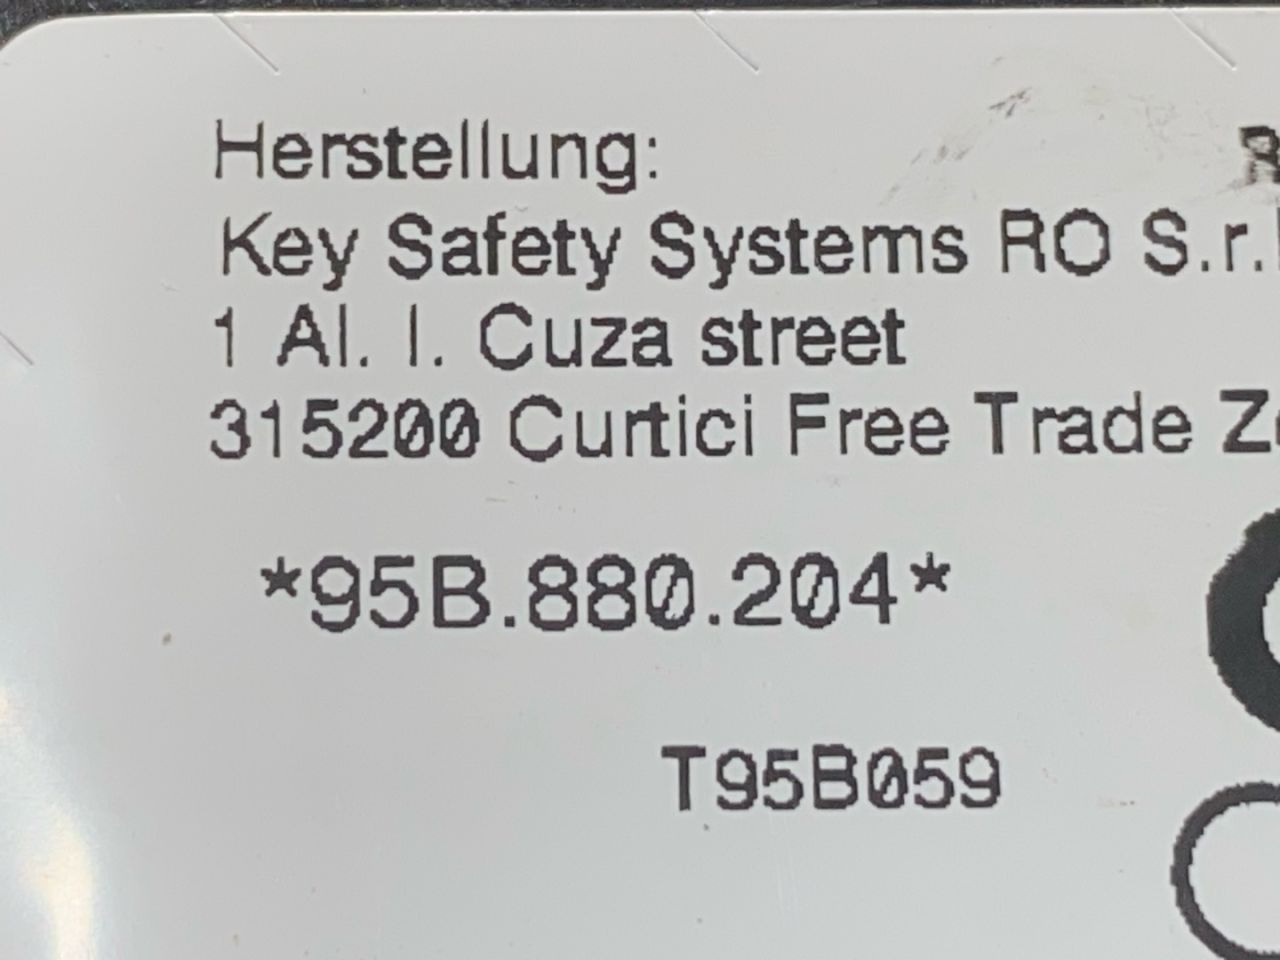 Herstellung:
Key Safety Systems RO S.r.l
1 Al. I. Cuza street
315200 Curtici Free Trade
*95B.880.204*
T95B059